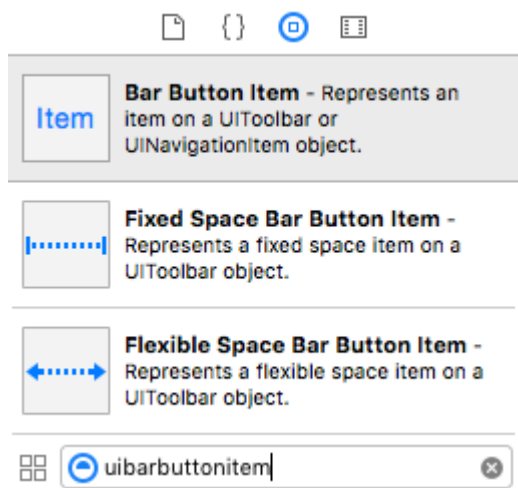 {}
Item
Bar Button Item - Represents an
item on a UIToolbar or
UINavigationItem object.
Fixed Space Bar Button Item -
Represents a fixed space item on a
UIToolbar object.
Flexible Space Bar Button Item -
Represents a flexible space item on a
UIToolbar object.
uibarbuttonitem